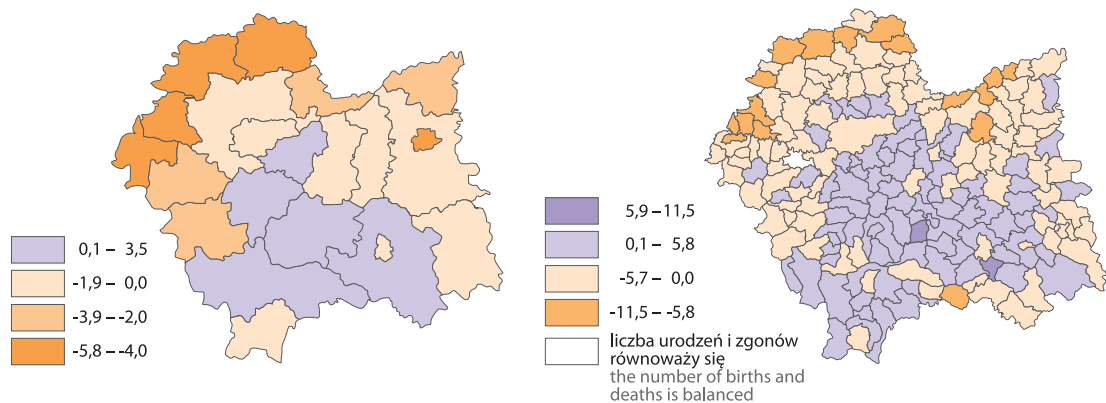 0,1 – 3,5
-1,9 – 0,0
-3,9 – -2,0
-5,8 – -4,0
5,9 – 11,5
0,1 – 5,8
-5,7 – 0,0
-11,5 – -5,8
liczba urodzeń i zgonów
równoważy się
the number of births and
deaths is balanced